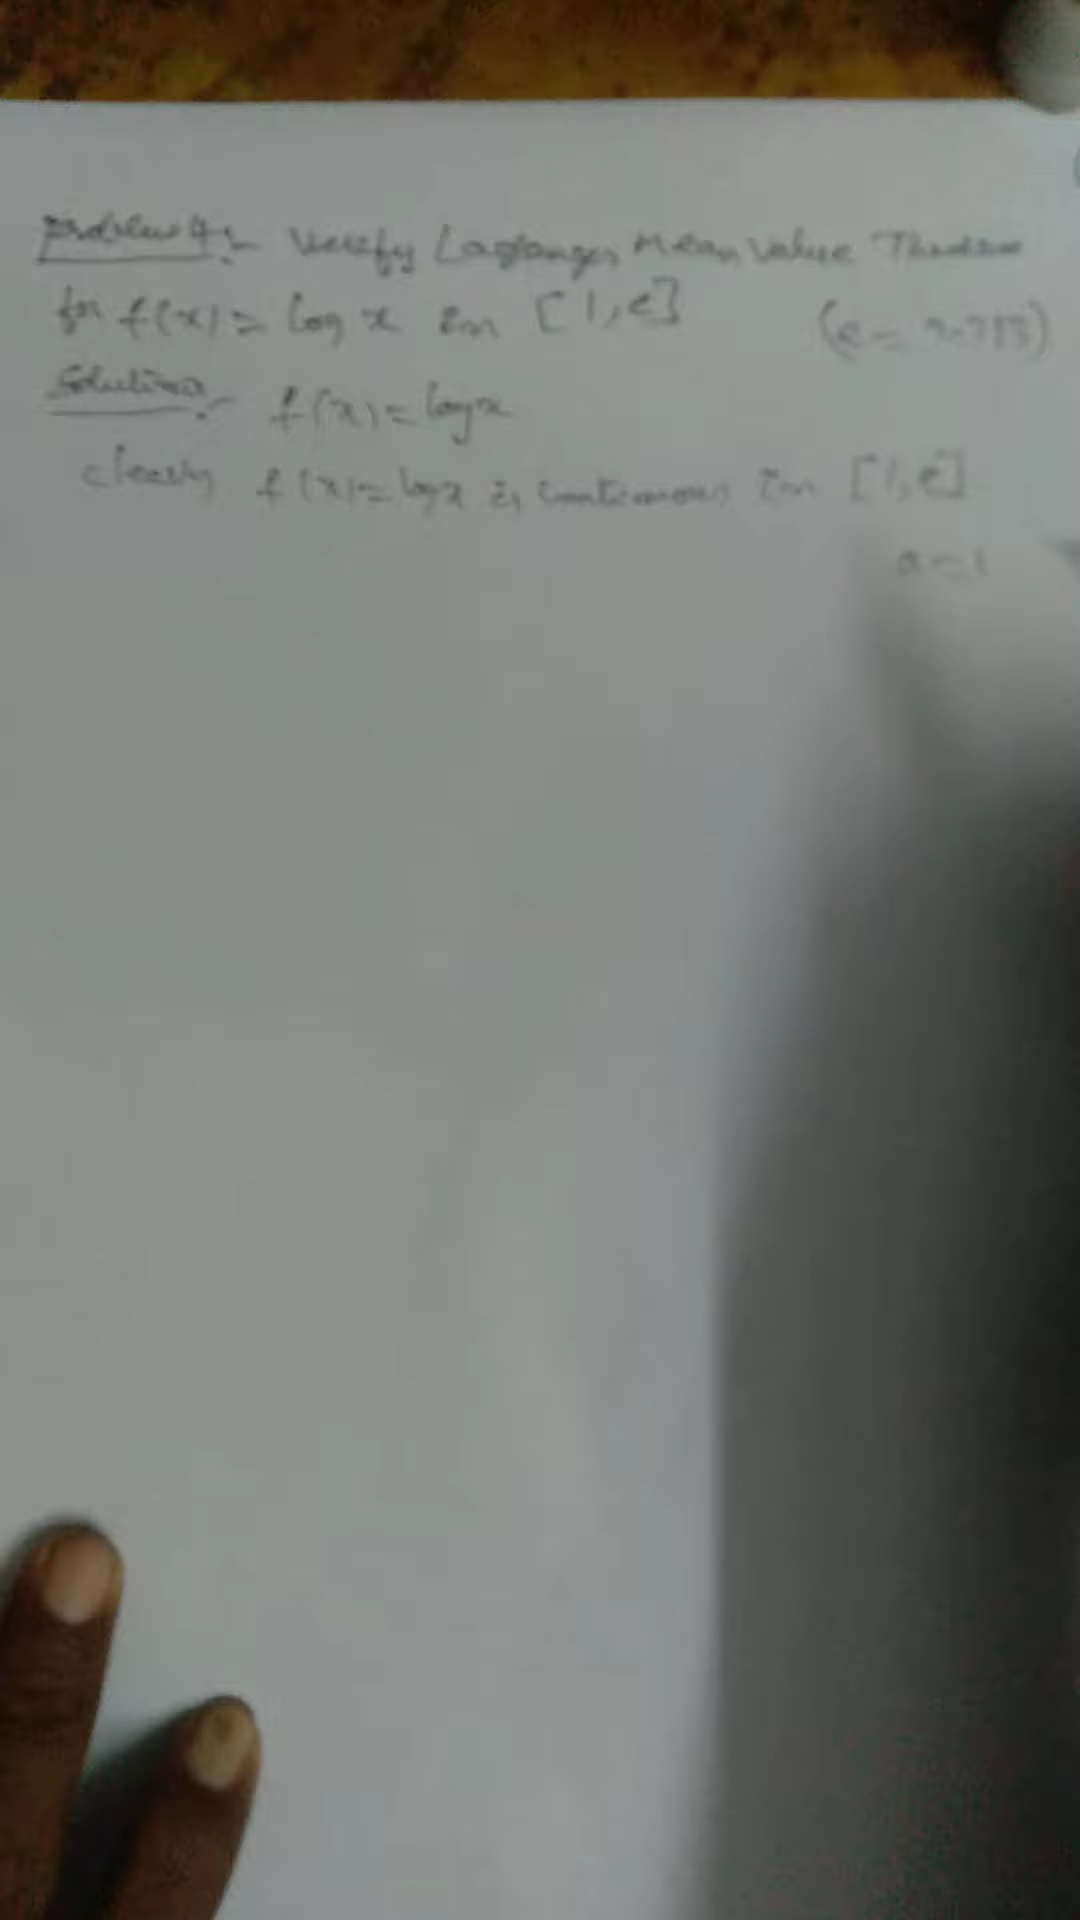 Problem 4:- Verify Lagranges Mean Value Theorem
for f(x) = log x in [1, e] (e = 2.718)
Solution:- f(x) = log x
clearly f(x) = log x is continuous in [1, e]
a = 1